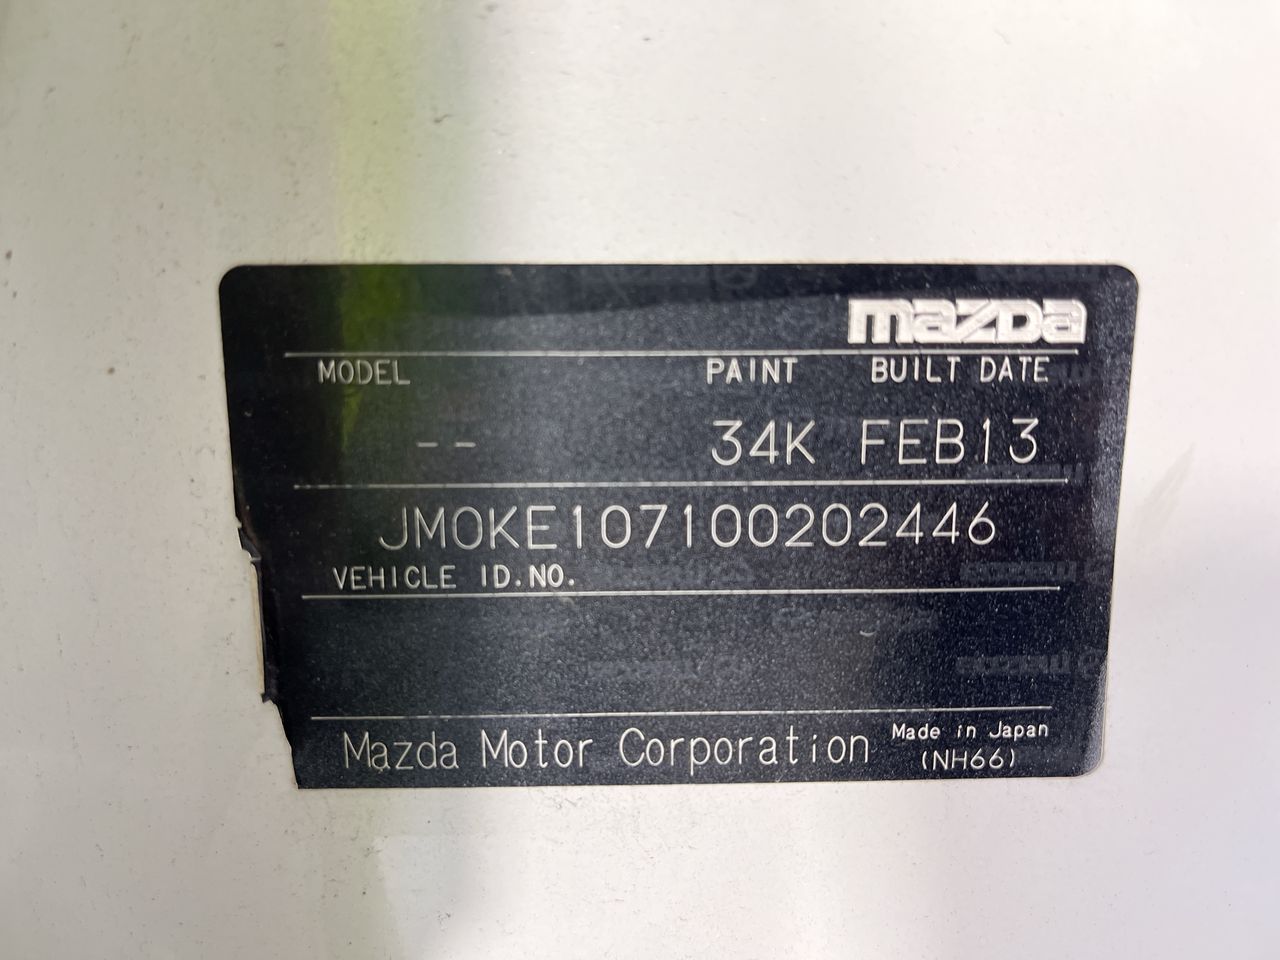 mazda
MODEL PAINT BUILT DATE
-- 34K FEB13
JM0KE107100202446
VEHICLE ID.NO.
Mazda Motor Corporation Made in Japan
(NH66)